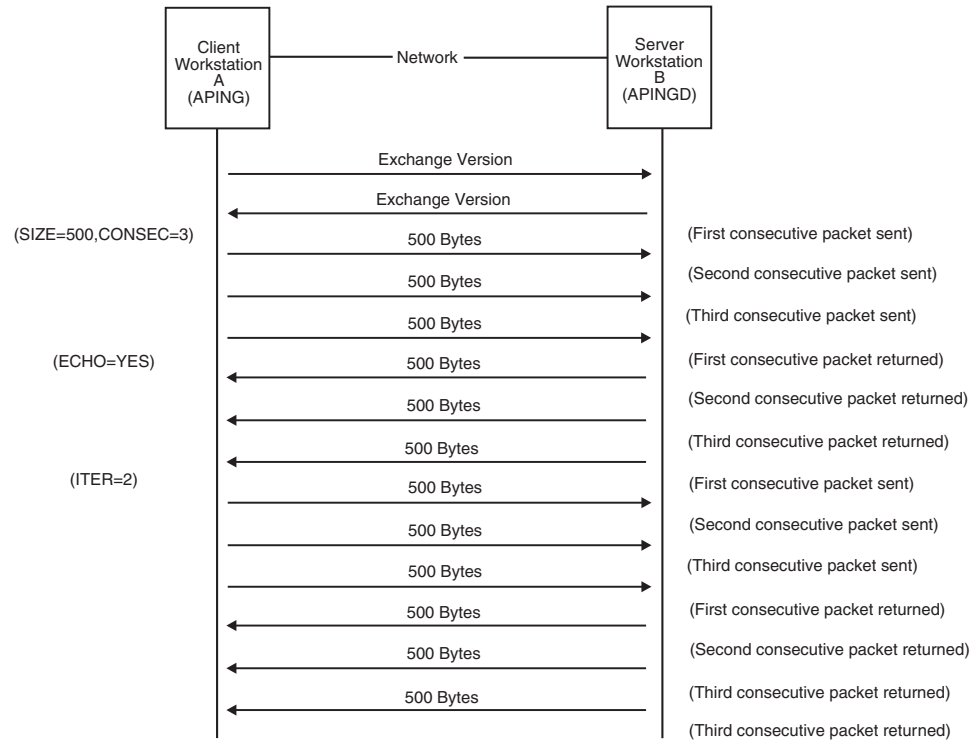 Client
Workstation
A
(APING)
Network
Server
Workstation
B
(APINGD)
Exchange Version
Exchange Version
(SIZE=500,CONSEC=3)
500 Bytes
(First consecutive packet sent)
500 Bytes
(Second consecutive packet sent)
500 Bytes
(Third consecutive packet sent)
(ECHO=YES)
500 Bytes
(First consecutive packet returned)
500 Bytes
(Second consecutive packet returned)
500 Bytes
(Third consecutive packet returned)
(ITER=2)
500 Bytes
(First consecutive packet sent)
500 Bytes
(Second consecutive packet sent)
500 Bytes
(Third consecutive packet sent)
500 Bytes
(First consecutive packet returned)
500 Bytes
(Second consecutive packet returned)
500 Bytes
(Third consecutive packet returned)
(Third consecutive packet returned)